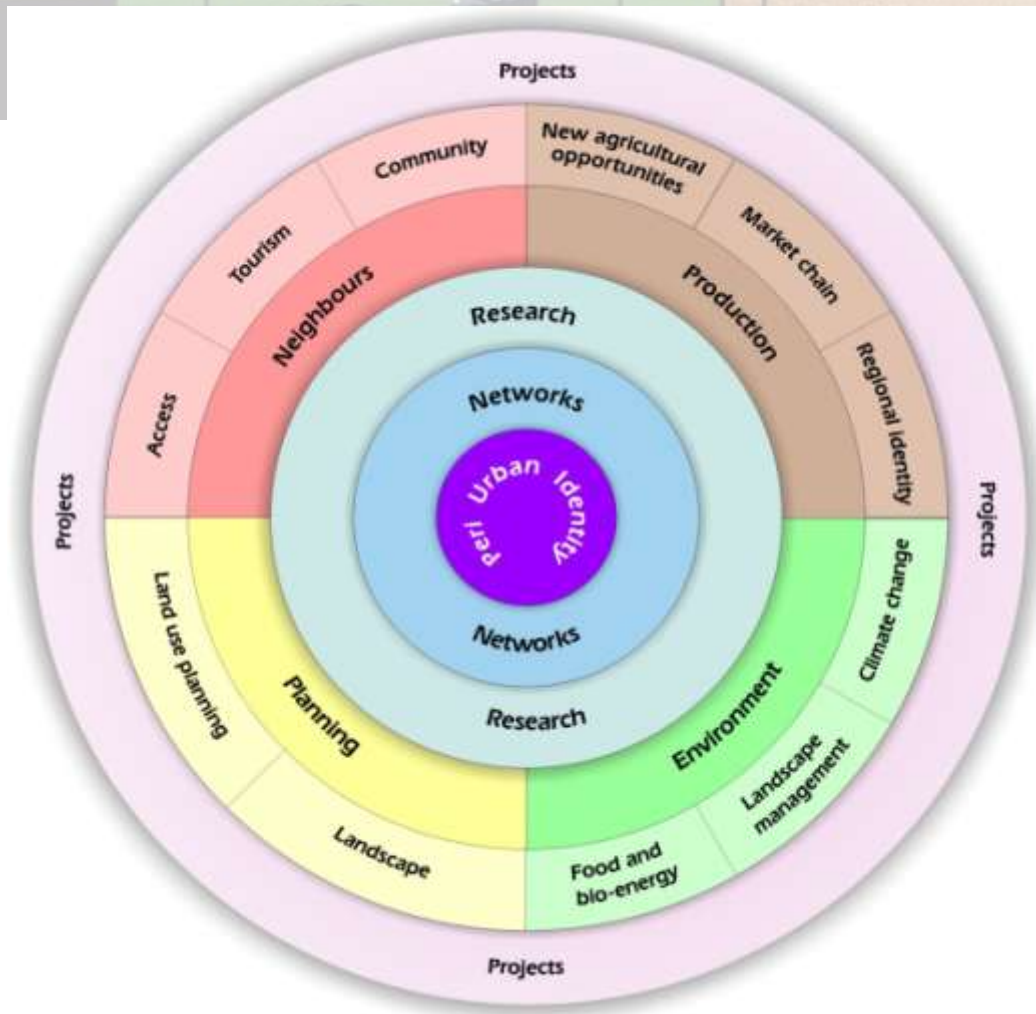 Projects
Community
New agricultural
opportunities
Tourism
Market chain
Neighbours
Production
Research
Access
Regional identity
Networks
Peri Urban Identity
Projects
Projects
Networks
Land use planning
Climate change
Planning
Environment
Research
Landscape
management
Landscape
Food and
bio-energy
Projects